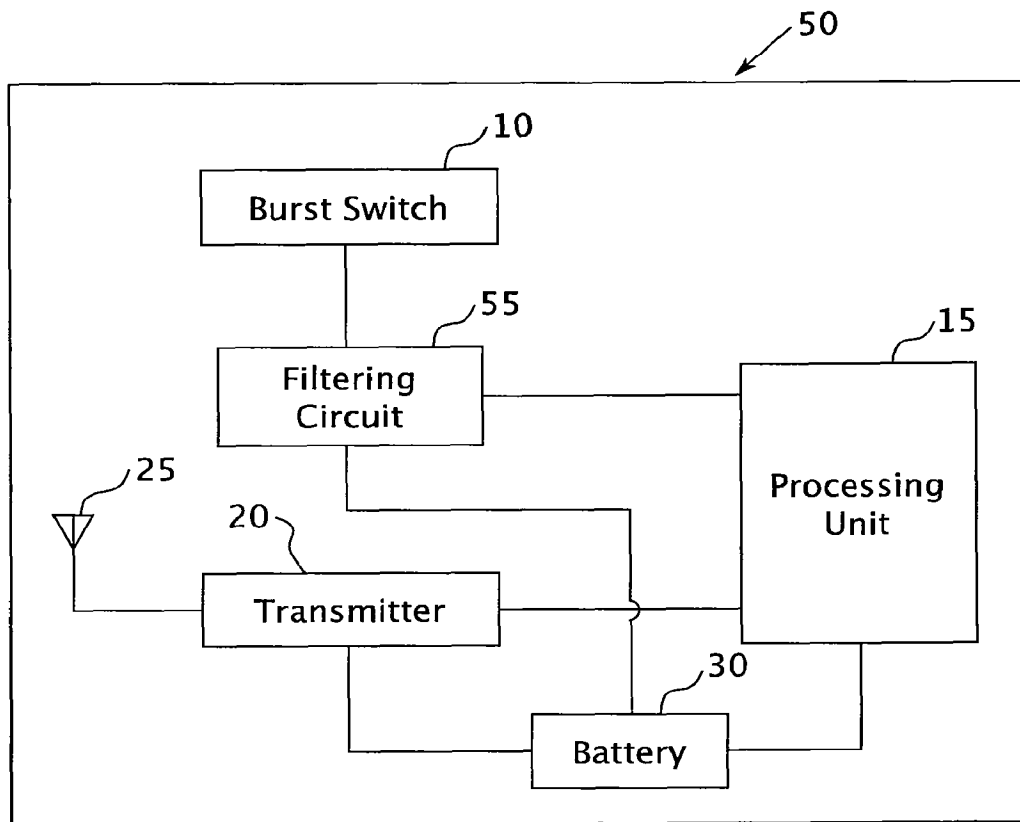 50
10
Burst Switch
55
15
Filtering
Circuit
25
Processing
Unit
20
Transmitter
30
Battery